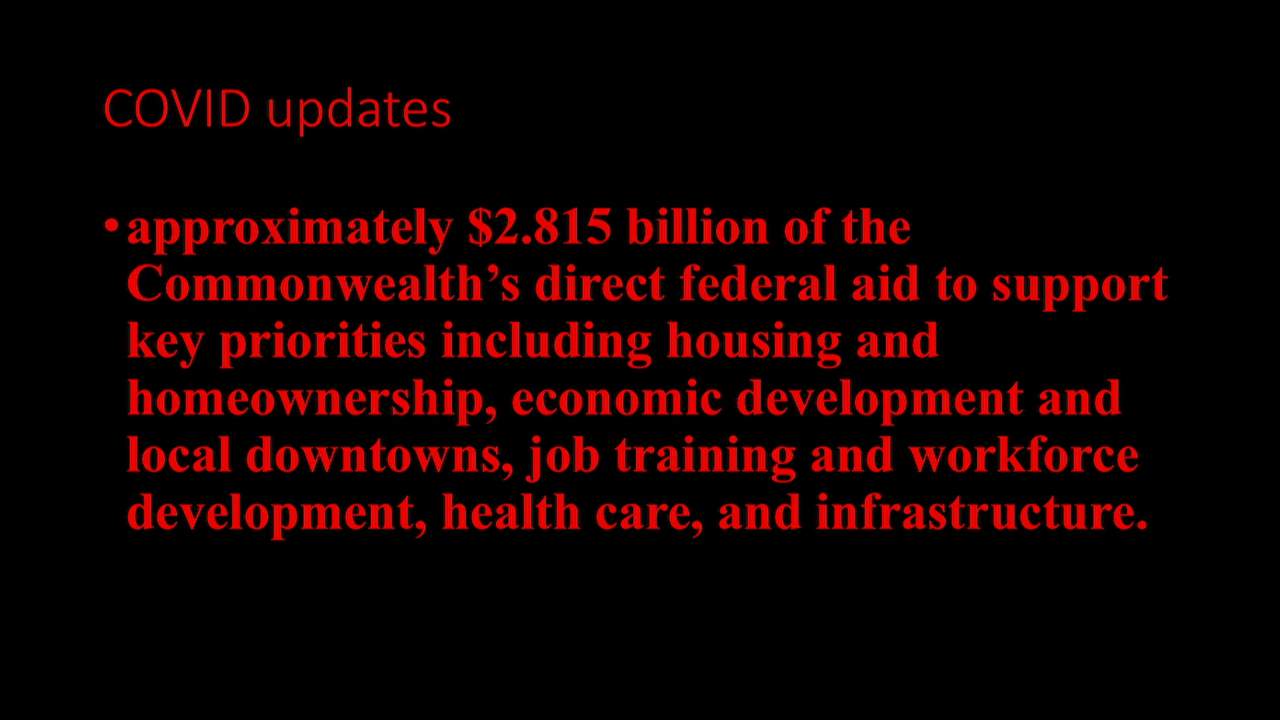 COVID updates
•approximately $2.815 billion of the
Commonwealth’s direct federal aid to support
key priorities including housing and
homeownership, economic development and
local downtowns, job training and workforce
development, health care, and infrastructure.